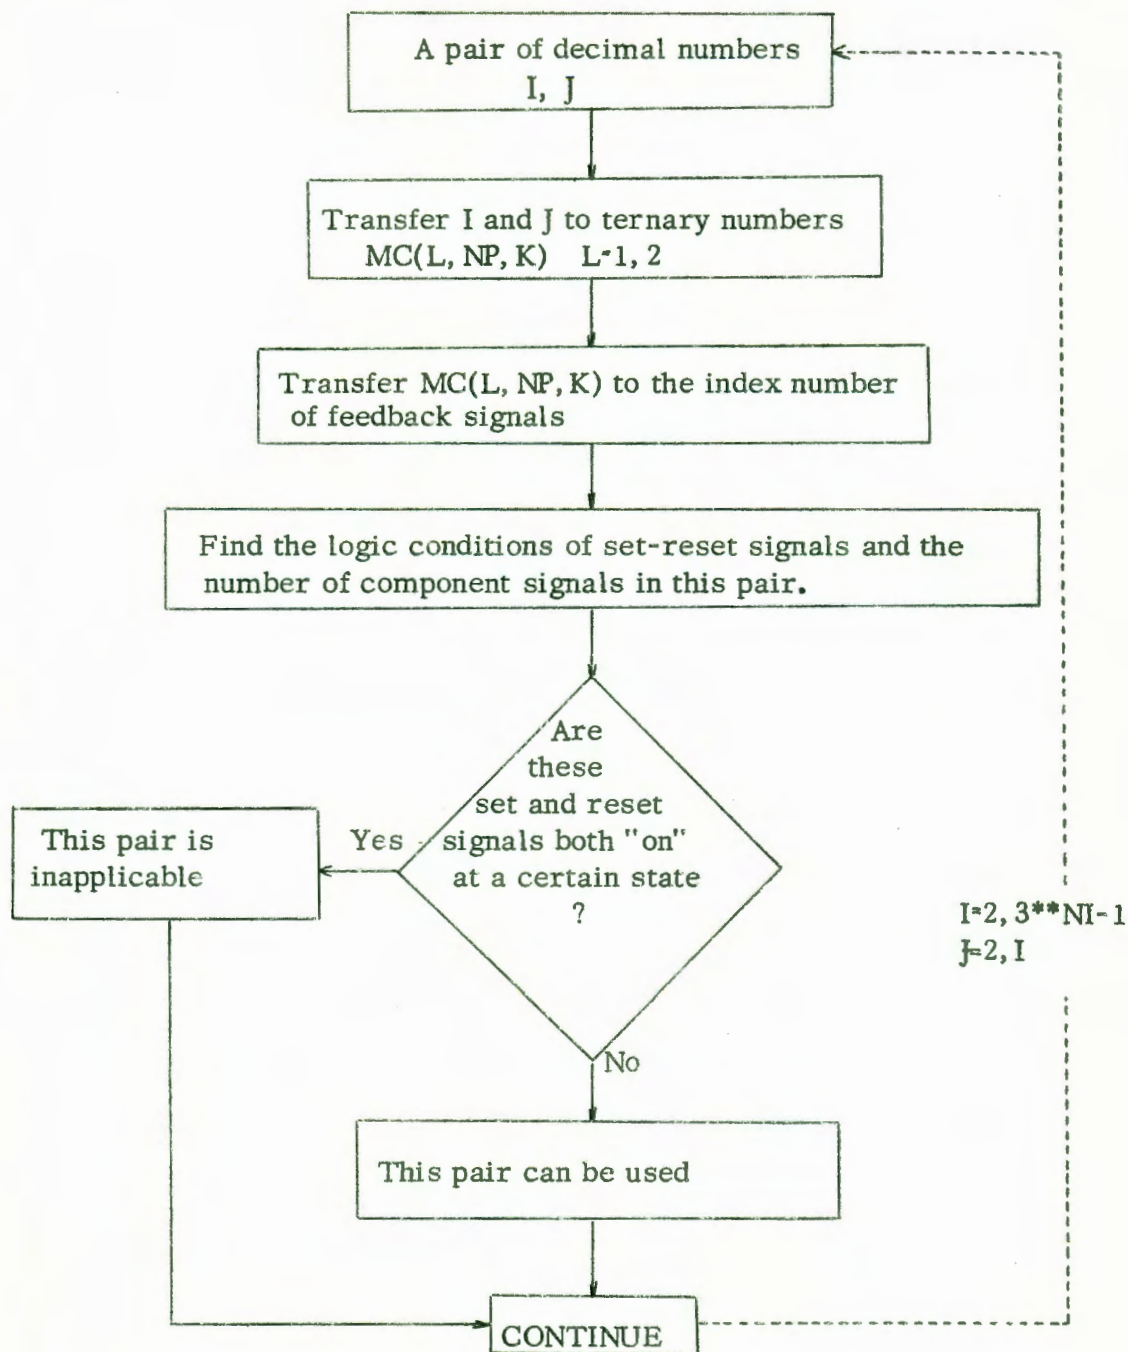 A pair of decimal numbers
I, J
Transfer I and J to ternary numbers
MC(L, NP, K) L=1, 2
Transfer MC(L, NP, K) to the index number
of feedback signals
Find the logic conditions of set-reset signals and the
number of component signals in this pair.
Are
these
set and reset
signals both "on"
at a certain state
?
Yes
This pair is
inapplicable
I=2, 3**NI-1
J=2, I
No
This pair can be used
CONTINUE